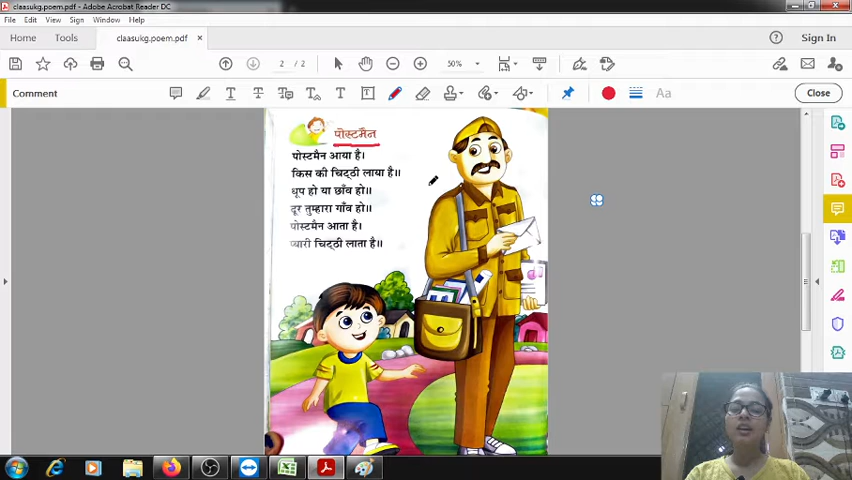 claasukg.poem.pdf - Adobe Acrobat Reader DC
File Edit View Sign Window Help
Home Tools claasukg.poem.pdf × Sign In
2 / 2 50%
Comment Aa Close
पोस्टमैन
पोस्टमैन आया है।
किस की चिट्ठी लाया है॥
धूप हो या छाँव हो॥
दूर तुम्हारा गाँव हो॥
पोस्टमैन आता है।
प्यारी चिट्ठी लाता है॥